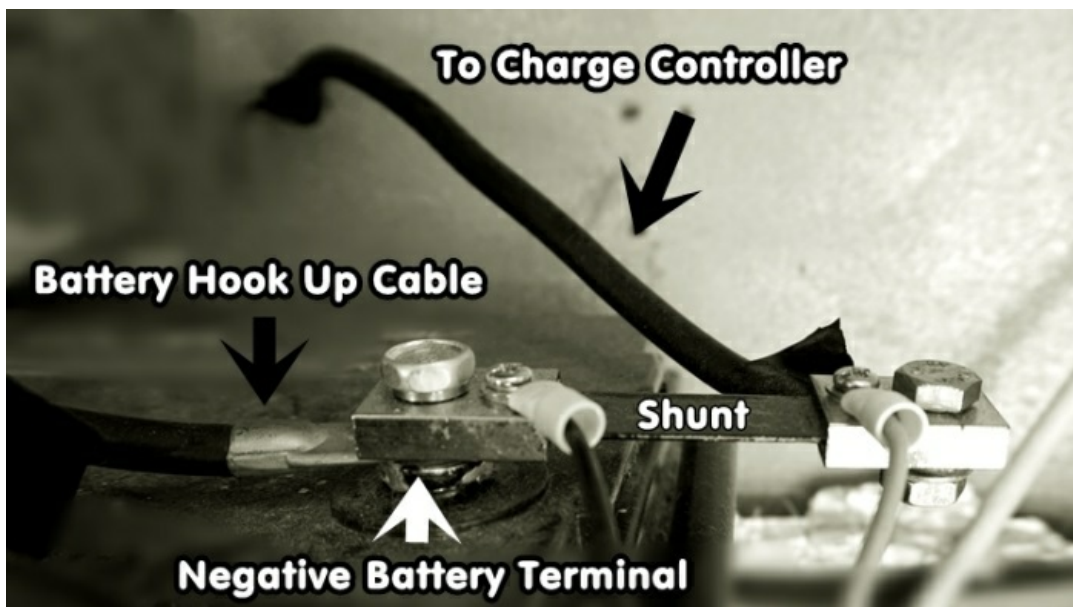 To Charge Controller
Battery Hook Up Cable
Shunt
Negative Battery Terminal